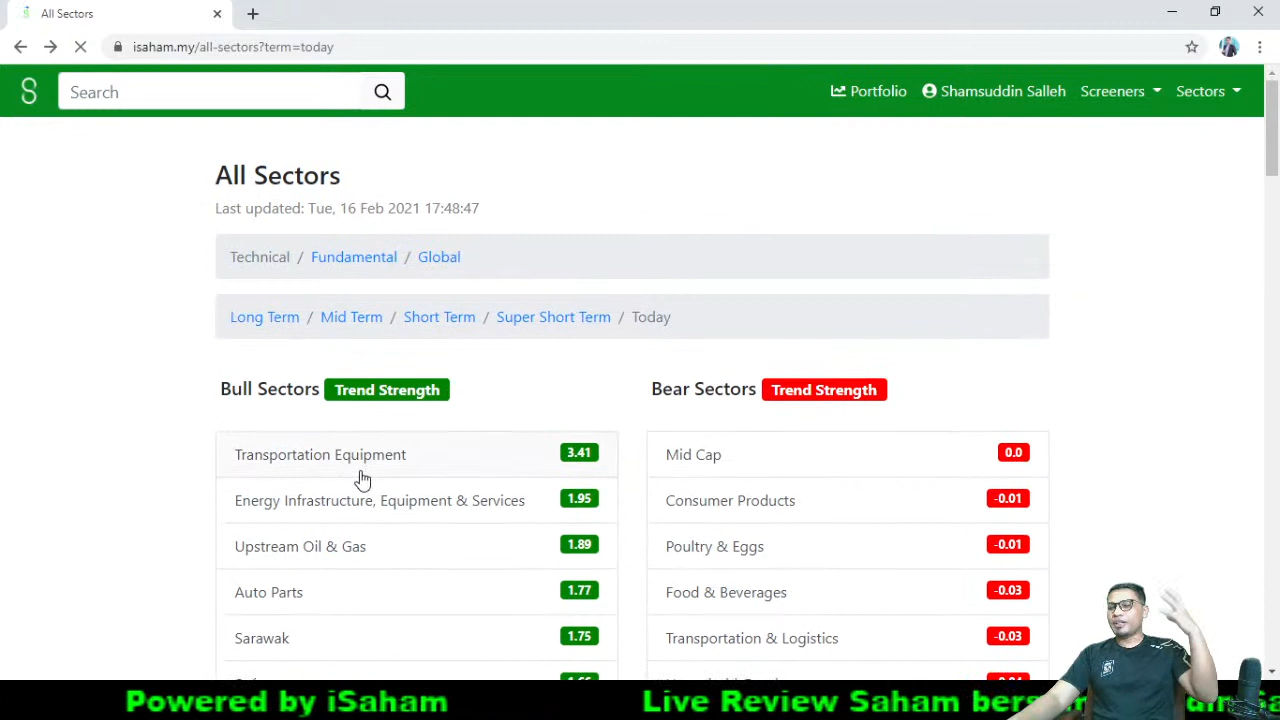 All Sectors
isaham.my/all-sectors?term=today
Search
Portfolio
Shamsuddin Salleh
Screeners
Sectors
All Sectors
Last updated: Tue, 16 Feb 2021 17:48:47
Technical / Fundamental / Global
Long Term / Mid Term / Short Term / Super Short Term / Today
Bull Sectors Trend Strength
Transportation Equipment 3.41
Energy Infrastructure, Equipment & Services 1.95
Upstream Oil & Gas 1.89
Auto Parts 1.77
Sarawak 1.75
Bear Sectors Trend Strength
Mid Cap 0.0
Consumer Products -0.01
Poultry & Eggs -0.01
Food & Beverages -0.03
Transportation & Logistics -0.03
Powered by iSaham
Live Review Saham